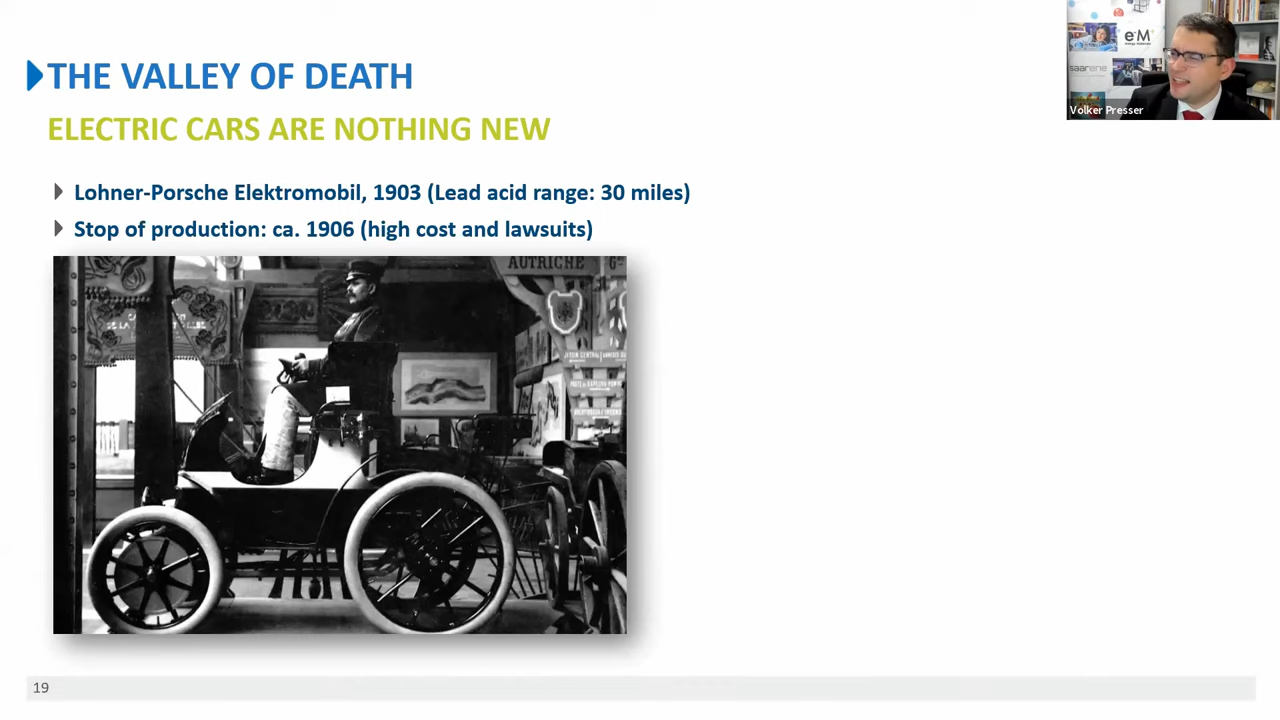 THE VALLEY OF DEATH
ELECTRIC CARS ARE NOTHING NEW
Lohner-Porsche Elektromobil, 1903 (Lead acid range: 30 miles)
Stop of production: ca. 1906 (high cost and lawsuits)
AUTRICHE
e·M
saarene
Volker Presser
19